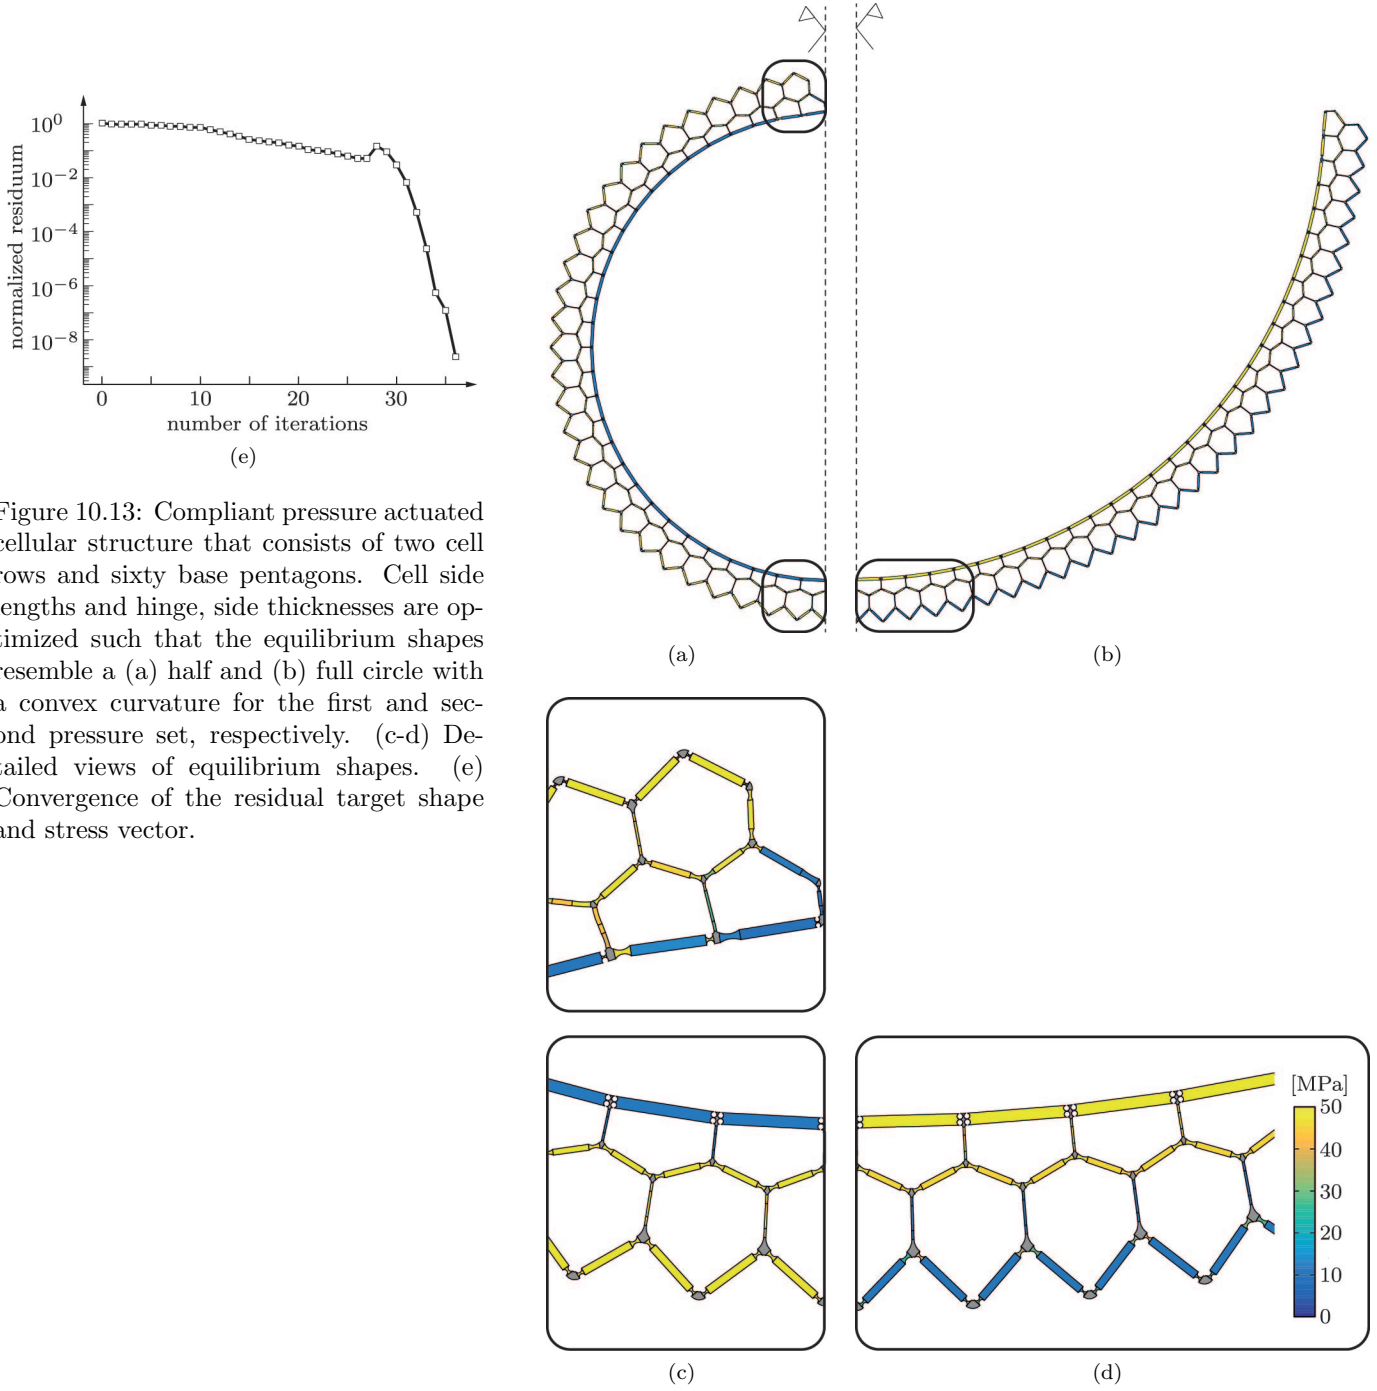 10⁰
10⁻²
10⁻⁴
10⁻⁶
10⁻⁸
normalized residuum
0 10 20 30
number of iterations
(e)
Figure 10.13: Compliant pressure actuated
cellular structure that consists of two cell
rows and sixty base pentagons. Cell side
lengths and hinge, side thicknesses are op-
timized such that the equilibrium shapes
resemble a (a) half and (b) full circle with
a convex curvature for the first and sec-
ond pressure set, respectively. (c-d) De-
tailed views of equilibrium shapes. (e)
Convergence of the residual target shape
and stress vector.
(a)
(b)
[MPa]
50
40
30
20
10
0
(c)
(d)